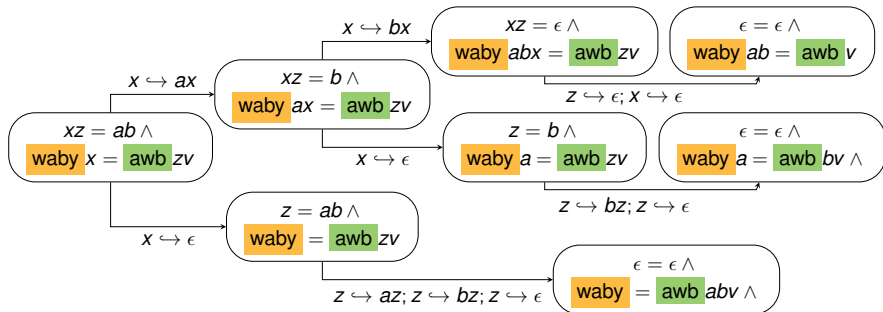 x ↪ bx
xz = ϵ ∧
waby abx = awb zv
ϵ = ϵ ∧
waby ab = awb v
x ↪ ax
xz = b ∧
waby ax = awb zv
z ↪ ϵ; x ↪ ϵ
xz = ab ∧
waby x = awb zv
z = b ∧
waby a = awb zv
ϵ = ϵ ∧
waby a = awb bv ∧
x ↪ ϵ
z ↪ bz; z ↪ ϵ
z = ab ∧
waby = awb zv
x ↪ ϵ
ϵ = ϵ ∧
waby = awb abv ∧
z ↪ az; z ↪ bz; z ↪ ϵ